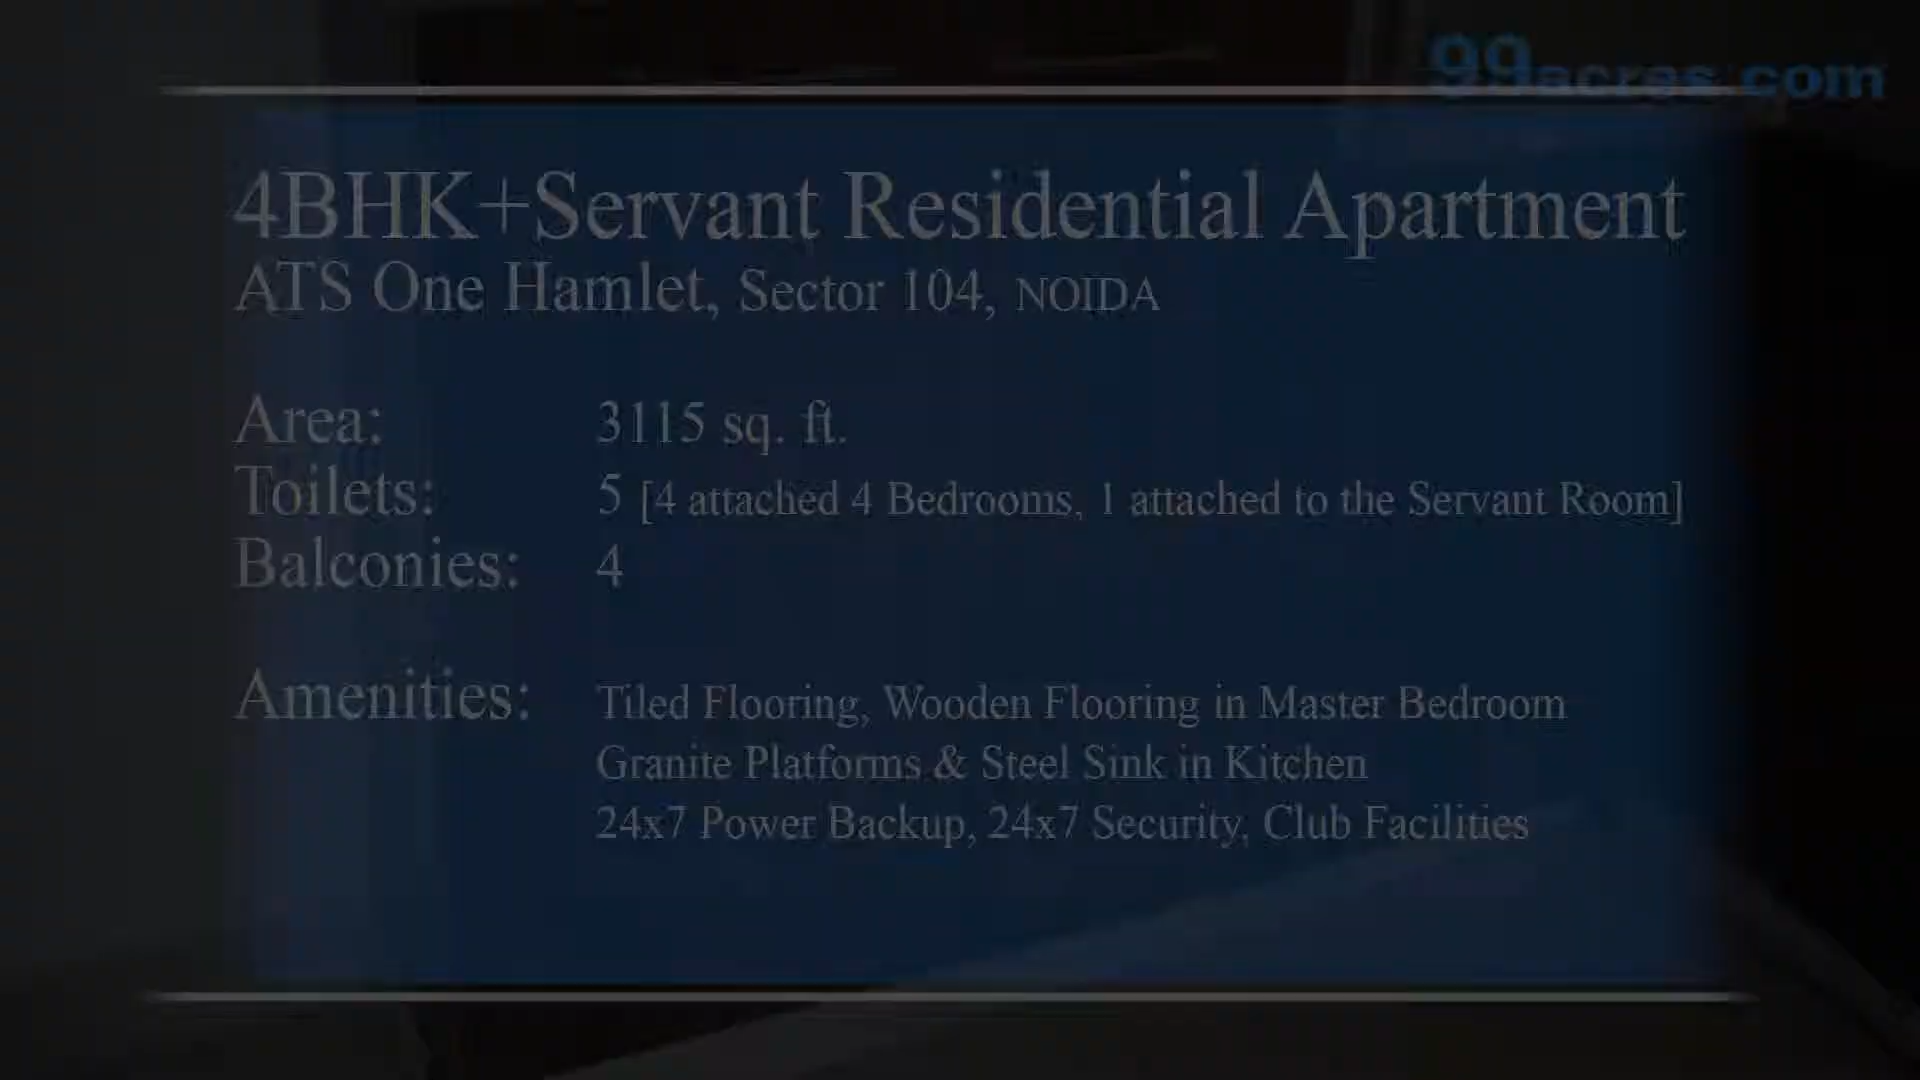 99acres.com
4BHK+Servant Residential Apartment
ATS One Hamlet, Sector 104, NOIDA
Area: 3115 sq. ft.
Toilets: 5 [4 attached 4 Bedrooms, 1 attached to the Servant Room]
Balconies: 4
Amenities: Tiled Flooring, Wooden Flooring in Master Bedroom
Granite Platforms & Steel Sink in Kitchen
24x7 Power Backup, 24x7 Security, Club Facilities